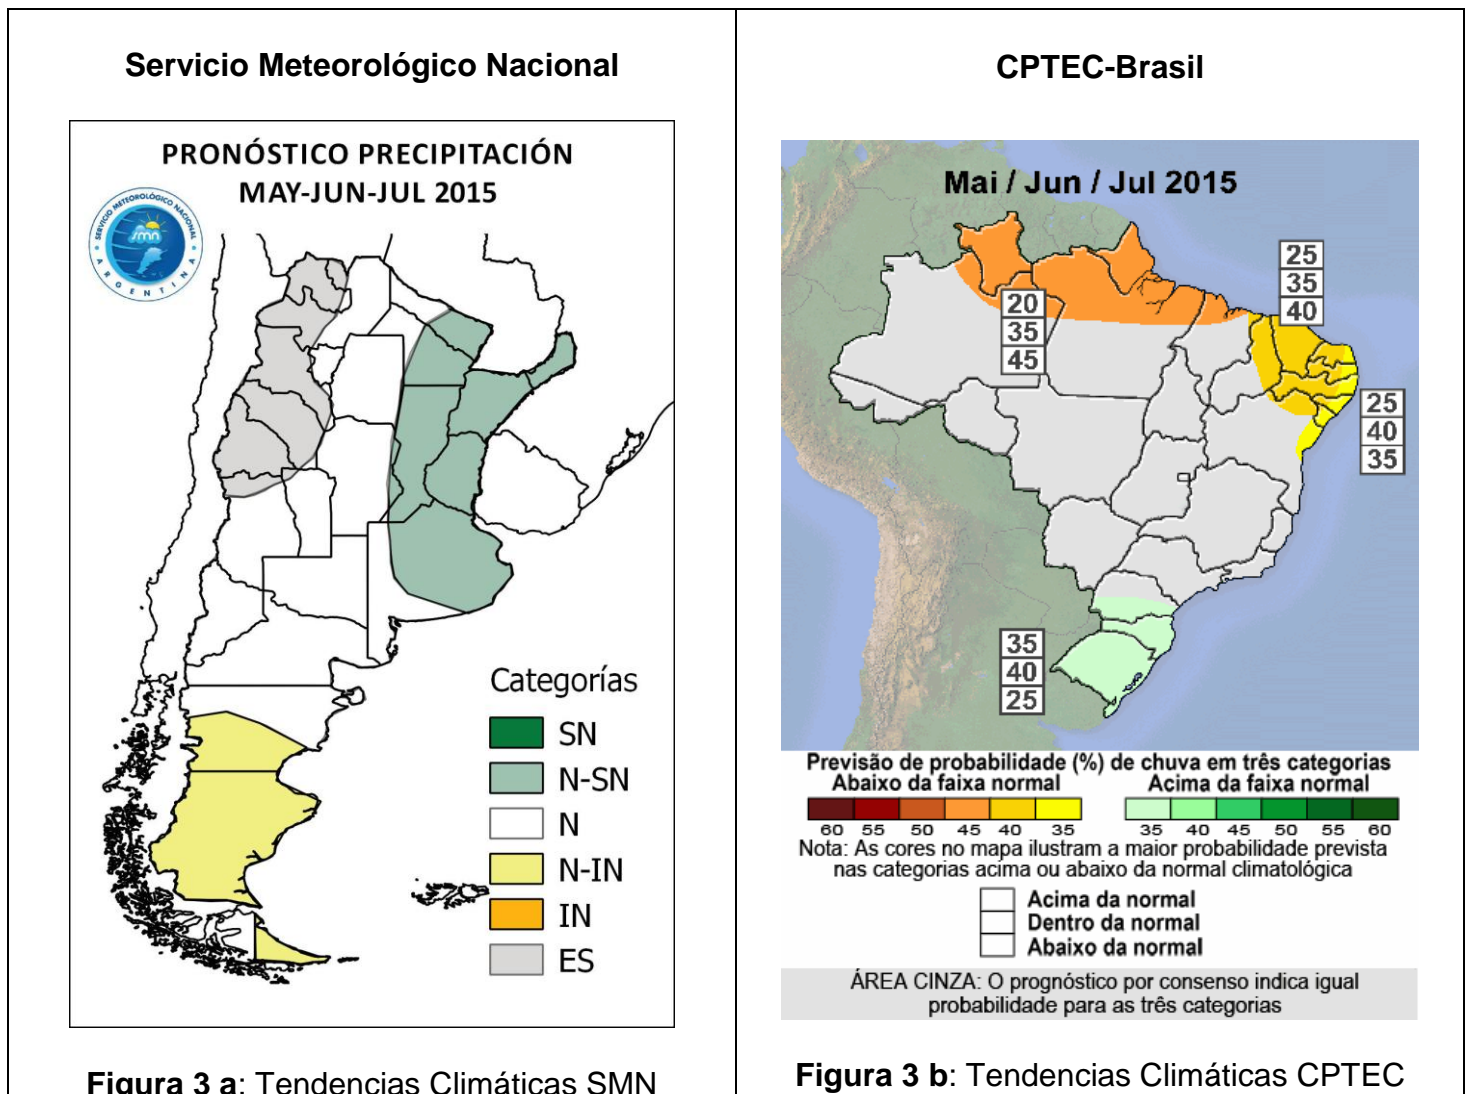 Servicio Meteorológico Nacional
PRONÓSTICO PRECIPITACIÓN
MAY-JUN-JUL 2015
SERVICIO METEOROLÓGICO NACIONAL
smn
ARGENTINA
Categorías
SN
N-SN
N
N-IN
IN
ES
Figura 3 a: Tendencias Climáticas SMN
CPTEC-Brasil
Mai / Jun / Jul 2015
25
35
40
20
35
45
25
40
35
35
40
25
Previsão de probabilidade (%) de chuva em três categorias
Abaixo da faixa normal Acima da faixa normal
60 55 50 45 40 35 35 40 45 50 55 60
Nota: As cores no mapa ilustram a maior probabilidade prevista
nas categorias acima ou abaixo da normal climatológica
Acima da normal
Dentro da normal
Abaixo da normal
ÁREA CINZA: O prognóstico por consenso indica igual
probabilidade para as três categorias
Figura 3 b: Tendencias Climáticas CPTEC